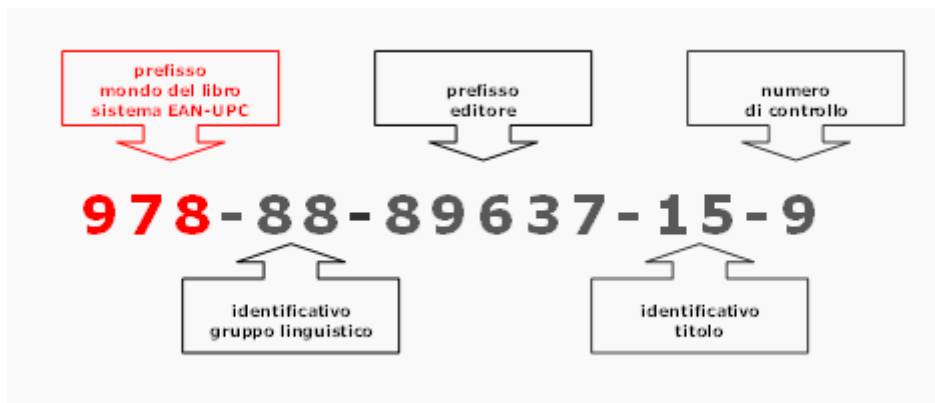 prefisso
mondo del libro
sistema EAN-UPC
prefisso
editore
numero
di controllo
978-88-89637-15-9
identificativo
gruppo linguistico
identificativo
titolo